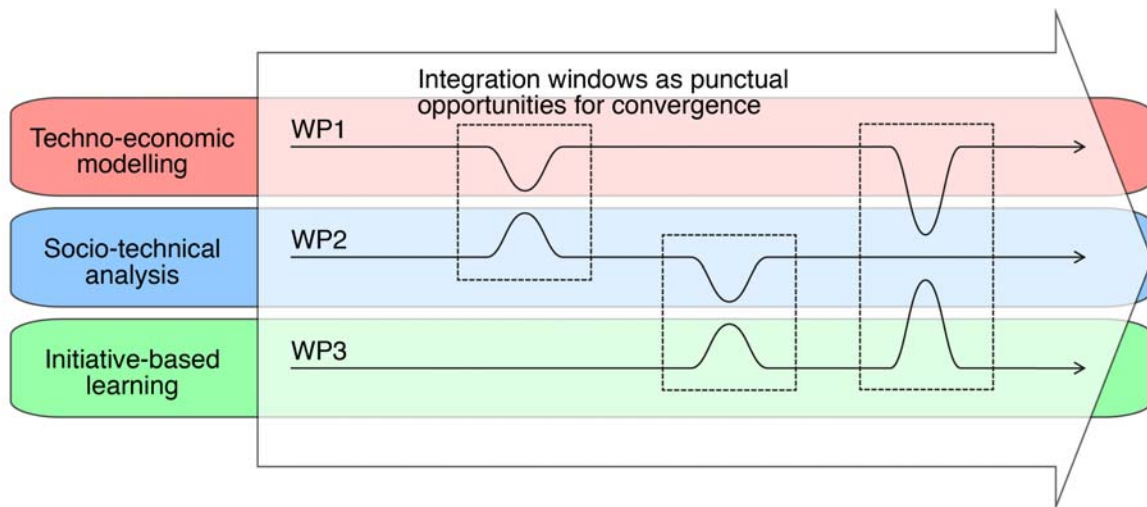 Integration windows as punctual
opportunities for convergence
Techno-economic
modelling
WP1
Socio-technical
analysis
WP2
Initiative-based
learning
WP3